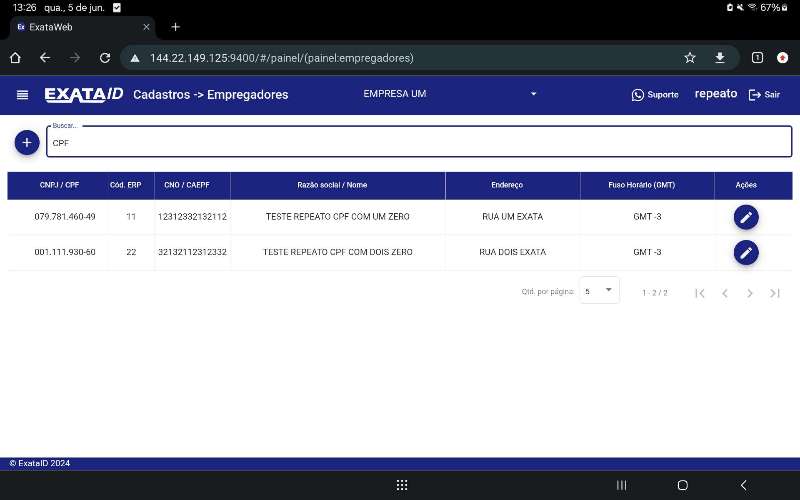 13:26 qua., 5 de jun. 67%
Ex ExataWeb
144.22.149.125:9400/#/painel/(painel:empregadores) 1
EXATAID Cadastros -> Empregadores EMPRESA UM Suporte repeato Sair
Buscar...
CPF
CNPJ / CPF Cód. ERP CNO / CAEPF Razão social / Nome Endereço Fuso Horário (GMT) Ações
079.781.460-49 11 12312332132112 TESTE REPEATO CPF COM UM ZERO RUA UM EXATA GMT -3
001.111.930-60 22 32132112312332 TESTE REPEATO CPF COM DOIS ZERO RUA DOIS EXATA GMT -3
Qtd. por página: 5 1 - 2 / 2
© ExataID 2024